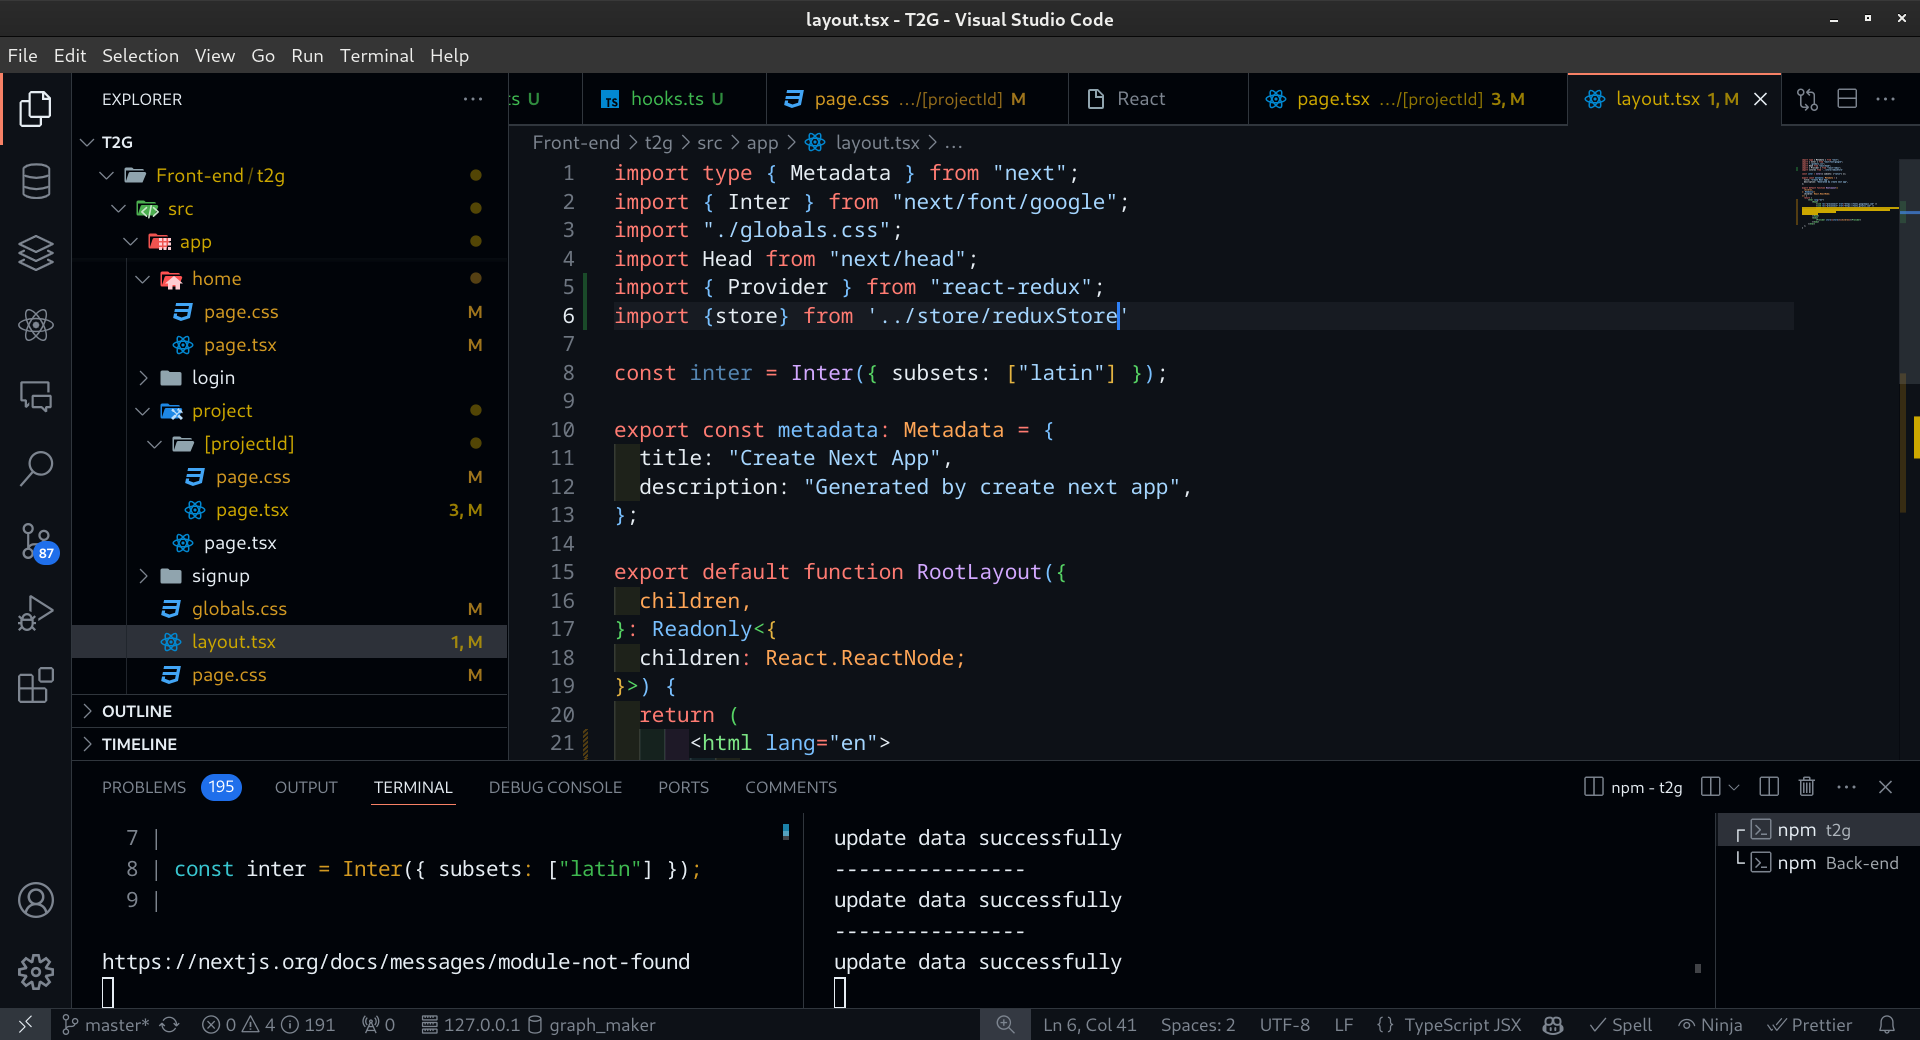 layout.tsx - T2G - Visual Studio Code
File Edit Selection View Go Run Terminal Help
EXPLORER
T2G
Front-end / t2g
src
app
home
page.css M
page.tsx M
login
project
[projectId]
page.css M
page.tsx 3, M
page.tsx
signup
globals.css M
layout.tsx 1, M
page.css M
OUTLINE
TIMELINE
87
ts U
TS hooks.ts U
page.css .../[projectId] M
React
page.tsx .../[projectId] 3, M
layout.tsx 1, M
Front-end > t2g > src > app > layout.tsx > ...
1 import type { Metadata } from "next";
2 import { Inter } from "next/font/google";
3 import "./globals.css";
4 import Head from "next/head";
5 import { Provider } from "react-redux";
6 import {store} from '../store/reduxStore'
7
8 const inter = Inter({ subsets: ["latin"] });
9
10 export const metadata: Metadata = {
11 title: "Create Next App",
12 description: "Generated by create next app",
13 };
14
15 export default function RootLayout({
16 children,
17 }: Readonly<{
18 children: React.ReactNode;
19 }>) {
20 return (
21 <html lang="en">
PROBLEMS 195 OUTPUT TERMINAL DEBUG CONSOLE PORTS COMMENTS
npm - t2g
7 |
8 | const inter = Inter({ subsets: ["latin"] });
9 |
https://nextjs.org/docs/messages/module-not-found
update data successfully
----------------
update data successfully
----------------
update data successfully
npm t2g
npm Back-end
master* 0 4 191 0 127.0.0.1 graph_maker
Ln 6, Col 41 Spaces: 2 UTF-8 LF {} TypeScript JSX Spell Ninja Prettier